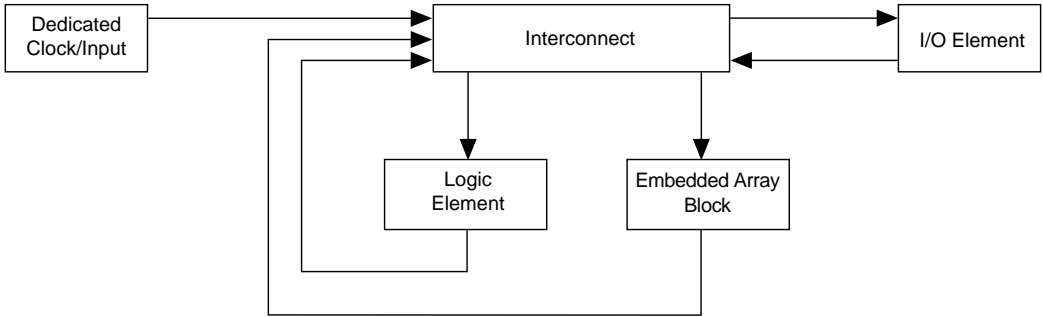 Dedicated
Clock/Input
Interconnect
I/O Element
Logic
Element
Embedded Array
Block